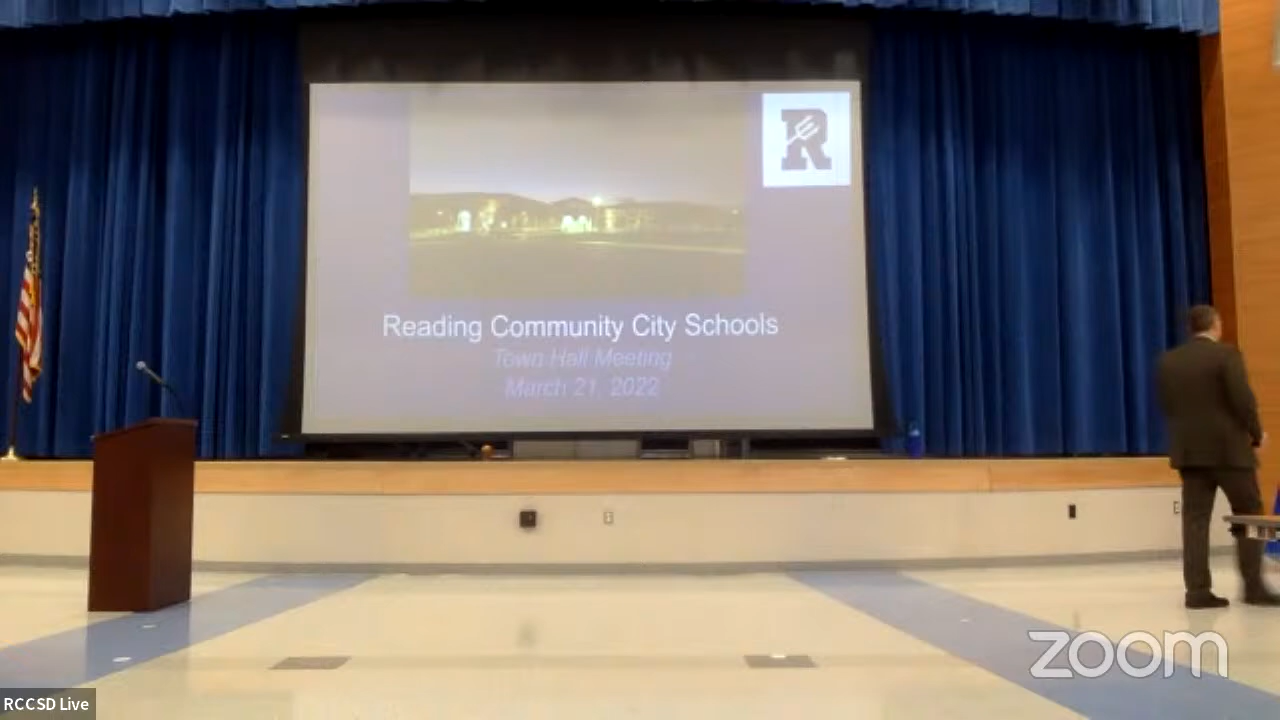 R
Reading Community City Schools
Town Hall Meeting
March 21, 2022
zoom
RCCSD Live